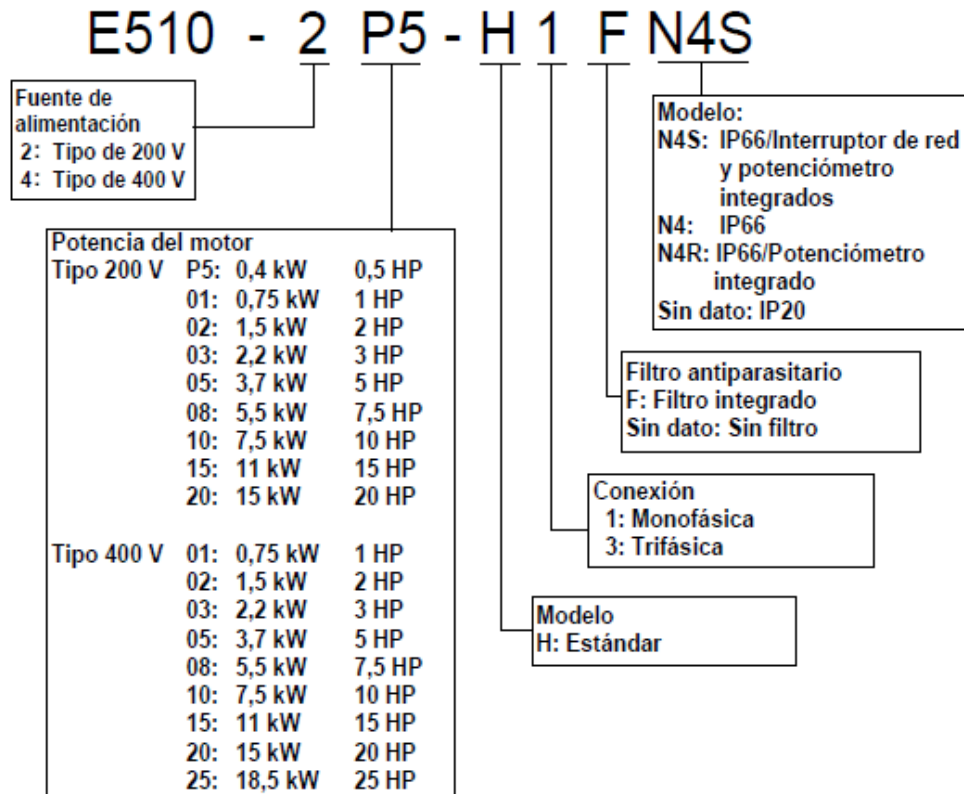 E510 - 2 P5 - H 1 F N4S
Fuente de
alimentación
2: Tipo de 200 V
4: Tipo de 400 V
Modelo:
N4S: IP66/Interruptor de red
y potenciómetro
integrados
N4: IP66
N4R: IP66/Potenciómetro
integrado
Sin dato: IP20
Filtro antiparasitario
F: Filtro integrado
Sin dato: Sin filtro
Conexión
1: Monofásica
3: Trifásica
Modelo
H: Estándar
Potencia del motor
Tipo 200 V P5: 0,4 kW 0,5 HP
01: 0,75 kW 1 HP
02: 1,5 kW 2 HP
03: 2,2 kW 3 HP
05: 3,7 kW 5 HP
08: 5,5 kW 7,5 HP
10: 7,5 kW 10 HP
15: 11 kW 15 HP
20: 15 kW 20 HP
Tipo 400 V 01: 0,75 kW 1 HP
02: 1,5 kW 2 HP
03: 2,2 kW 3 HP
05: 3,7 kW 5 HP
08: 5,5 kW 7,5 HP
10: 7,5 kW 10 HP
15: 11 kW 15 HP
20: 15 kW 20 HP
25: 18,5 kW 25 HP